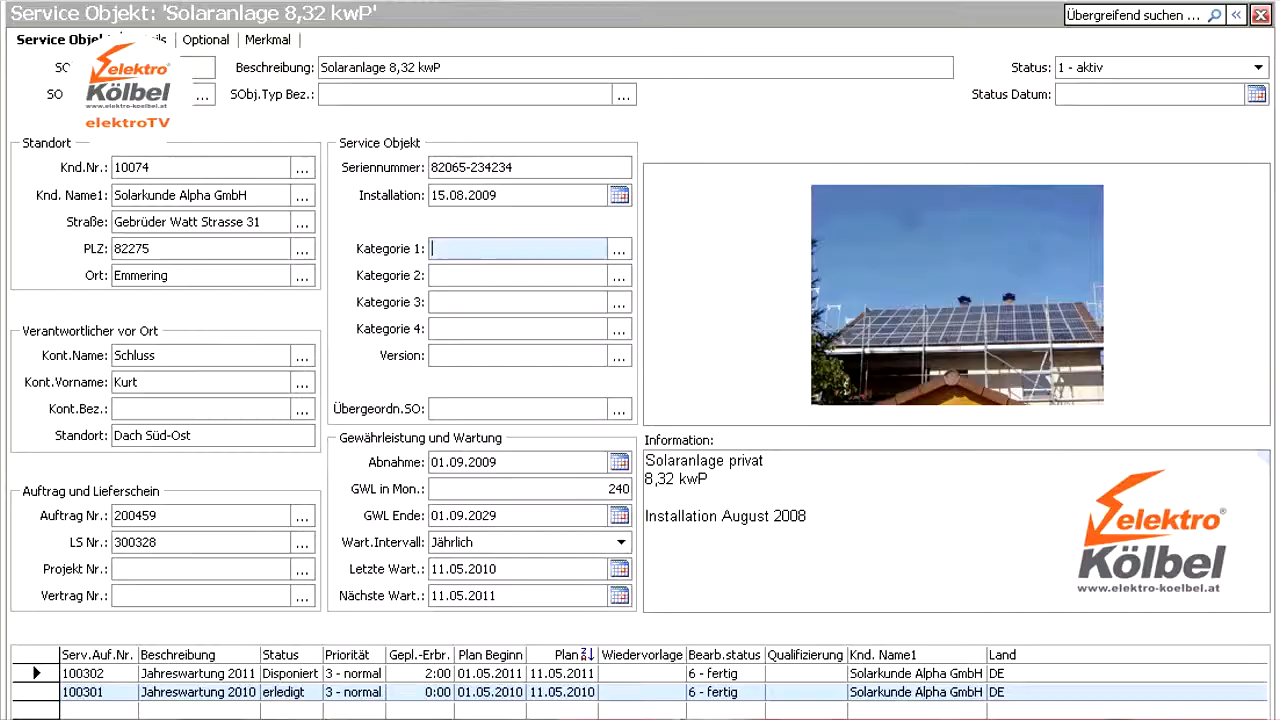 Service Objekt: 'Solaranlage 8,32 kwP'
Übergreifend suchen ...
Service Obj Optional Merkmal
SO Beschreibung: Solaranlage 8,32 kwP Status: 1 - aktiv
SO ... SObj.Typ Bez.: ... Status Datum:
elektro®
Kölbel
www.elektro-koelbel.at
elektroTV
Standort
Knd.Nr.: 10074 ...
Knd. Name1: Solarkunde Alpha GmbH ...
Straße: Gebrüder Watt Strasse 31 ...
PLZ: 82275 ...
Ort: Emmering ...
Verantwortlicher vor Ort
Kont.Name: Schluss ...
Kont.Vorname: Kurt ...
Kont.Bez.: ...
Standort: Dach Süd-Ost
Auftrag und Lieferschein
Auftrag Nr.: 200459 ...
LS Nr.: 300328 ...
Projekt Nr.: ...
Vertrag Nr.: ...
Service Objekt
Seriennummer: 82065-234234
Installation: 15.08.2009
Kategorie 1: ...
Kategorie 2: ...
Kategorie 3: ...
Kategorie 4: ...
Version: ...
Übergeordn.SO: ...
Gewährleistung und Wartung
Abnahme: 01.09.2009
GWL in Mon.: 240
GWL Ende: 01.09.2029
Wart.Intervall: Jährlich
Letzte Wart.: 11.05.2010
Nächste Wart.: 11.05.2011
Information:
Solaranlage privat
8,32 kwP
Installation August 2008
elektro®
Kölbel
www.elektro-koelbel.at
Serv.Auf.Nr. Beschreibung Status Priorität Gepl.-Erbr. Plan Beginn Plan Wiedervorlage Bearb.status Qualifizierung Knd. Name1 Land
100302 Jahreswartung 2011 Disponiert 3 - normal 2:00 01.05.2011 11.05.2011 6 - fertig Solarkunde Alpha GmbH DE
100301 Jahreswartung 2010 erledigt 3 - normal 0:00 01.05.2010 11.05.2010 6 - fertig Solarkunde Alpha GmbH DE